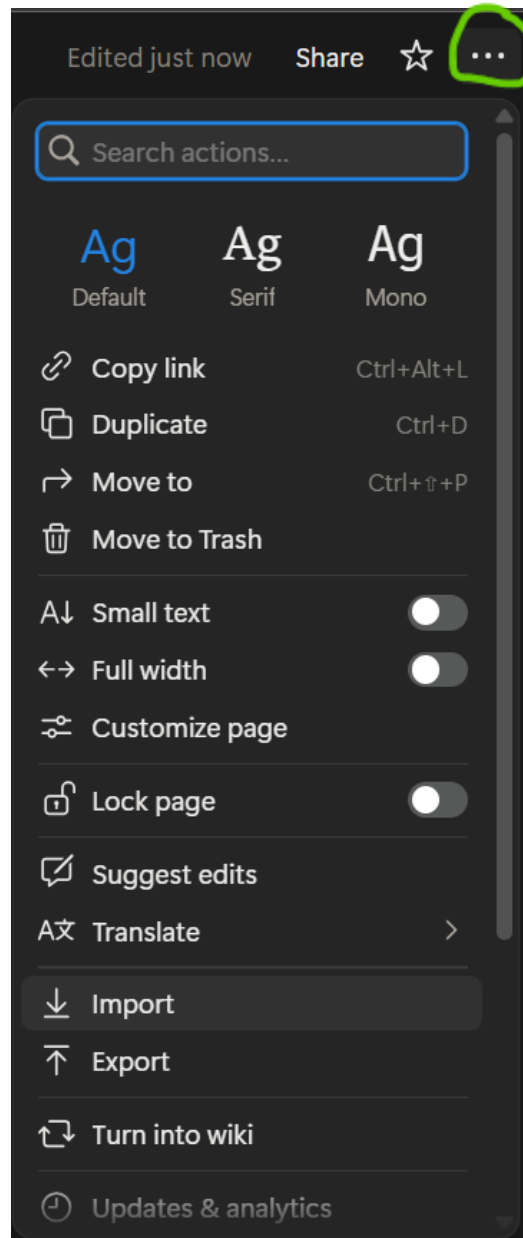 Edited just now Share
Search actions...
Ag Ag Ag
Default Serif Mono
Copy link Ctrl+Alt+L
Duplicate Ctrl+D
Move to Ctrl+⇧+P
Move to Trash
Small text
Full width
Customize page
Lock page
Suggest edits
Translate
Import
Export
Turn into wiki
Updates & analytics